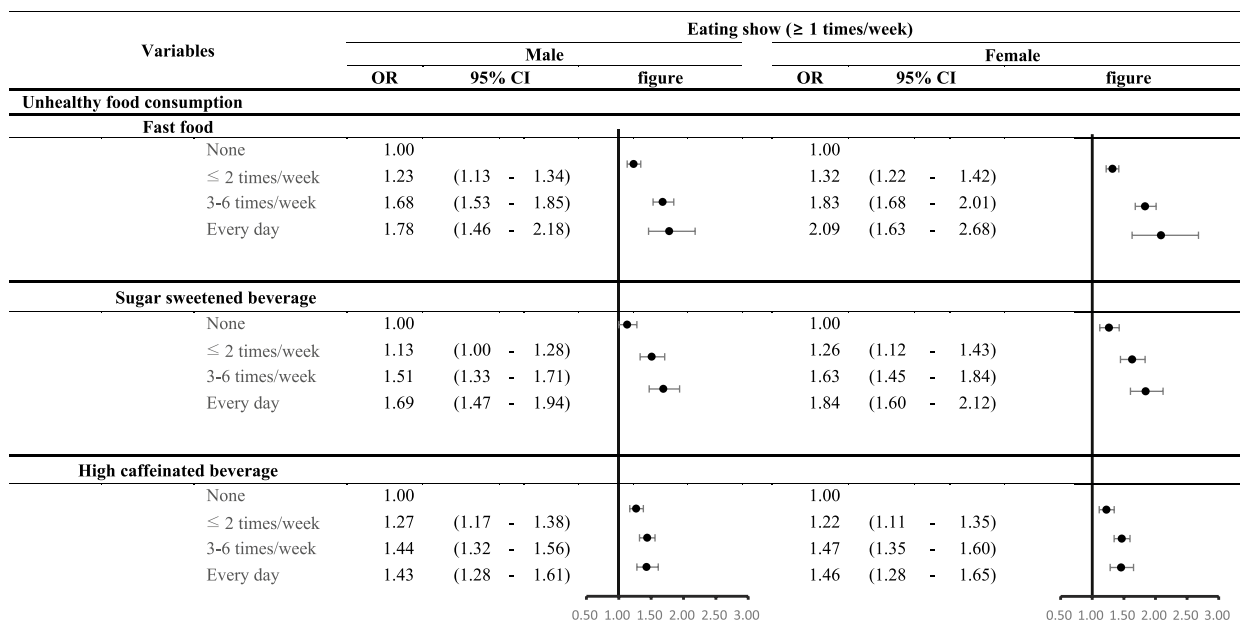 Eating show (≥ 1 times/week)
Variables
Male Female
OR 95% CI figure OR 95% CI figure
Unhealthy food consumption
Fast food
None 1.00 1.00
≤ 2 times/week 1.23 (1.13 - 1.34) 1.32 (1.22 - 1.42)
3-6 times/week 1.68 (1.53 - 1.85) 1.83 (1.68 - 2.01)
Every day 1.78 (1.46 - 2.18) 2.09 (1.63 - 2.68)
Sugar sweetened beverage
None 1.00 1.00
≤ 2 times/week 1.13 (1.00 - 1.28) 1.26 (1.12 - 1.43)
3-6 times/week 1.51 (1.33 - 1.71) 1.63 (1.45 - 1.84)
Every day 1.69 (1.47 - 1.94) 1.84 (1.60 - 2.12)
High caffeinated beverage
None 1.00 1.00
≤ 2 times/week 1.27 (1.17 - 1.38) 1.22 (1.11 - 1.35)
3-6 times/week 1.44 (1.32 - 1.56) 1.47 (1.35 - 1.60)
Every day 1.43 (1.28 - 1.61) 1.46 (1.28 - 1.65)
0.50 1.00 1.50 2.00 2.50 3.00 0.50 1.00 1.50 2.00 2.50 3.00